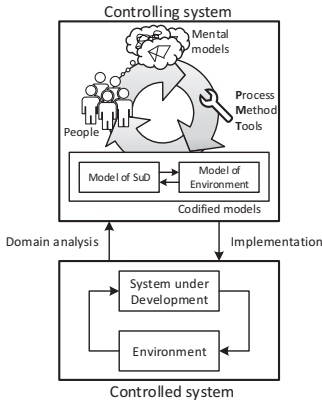 Controlling system
Mental
models
People
Process
Method
Tools
Model of SuD
Model of
Environment
Codified models
Domain analysis
Implementation
System under
Development
Environment
Controlled system